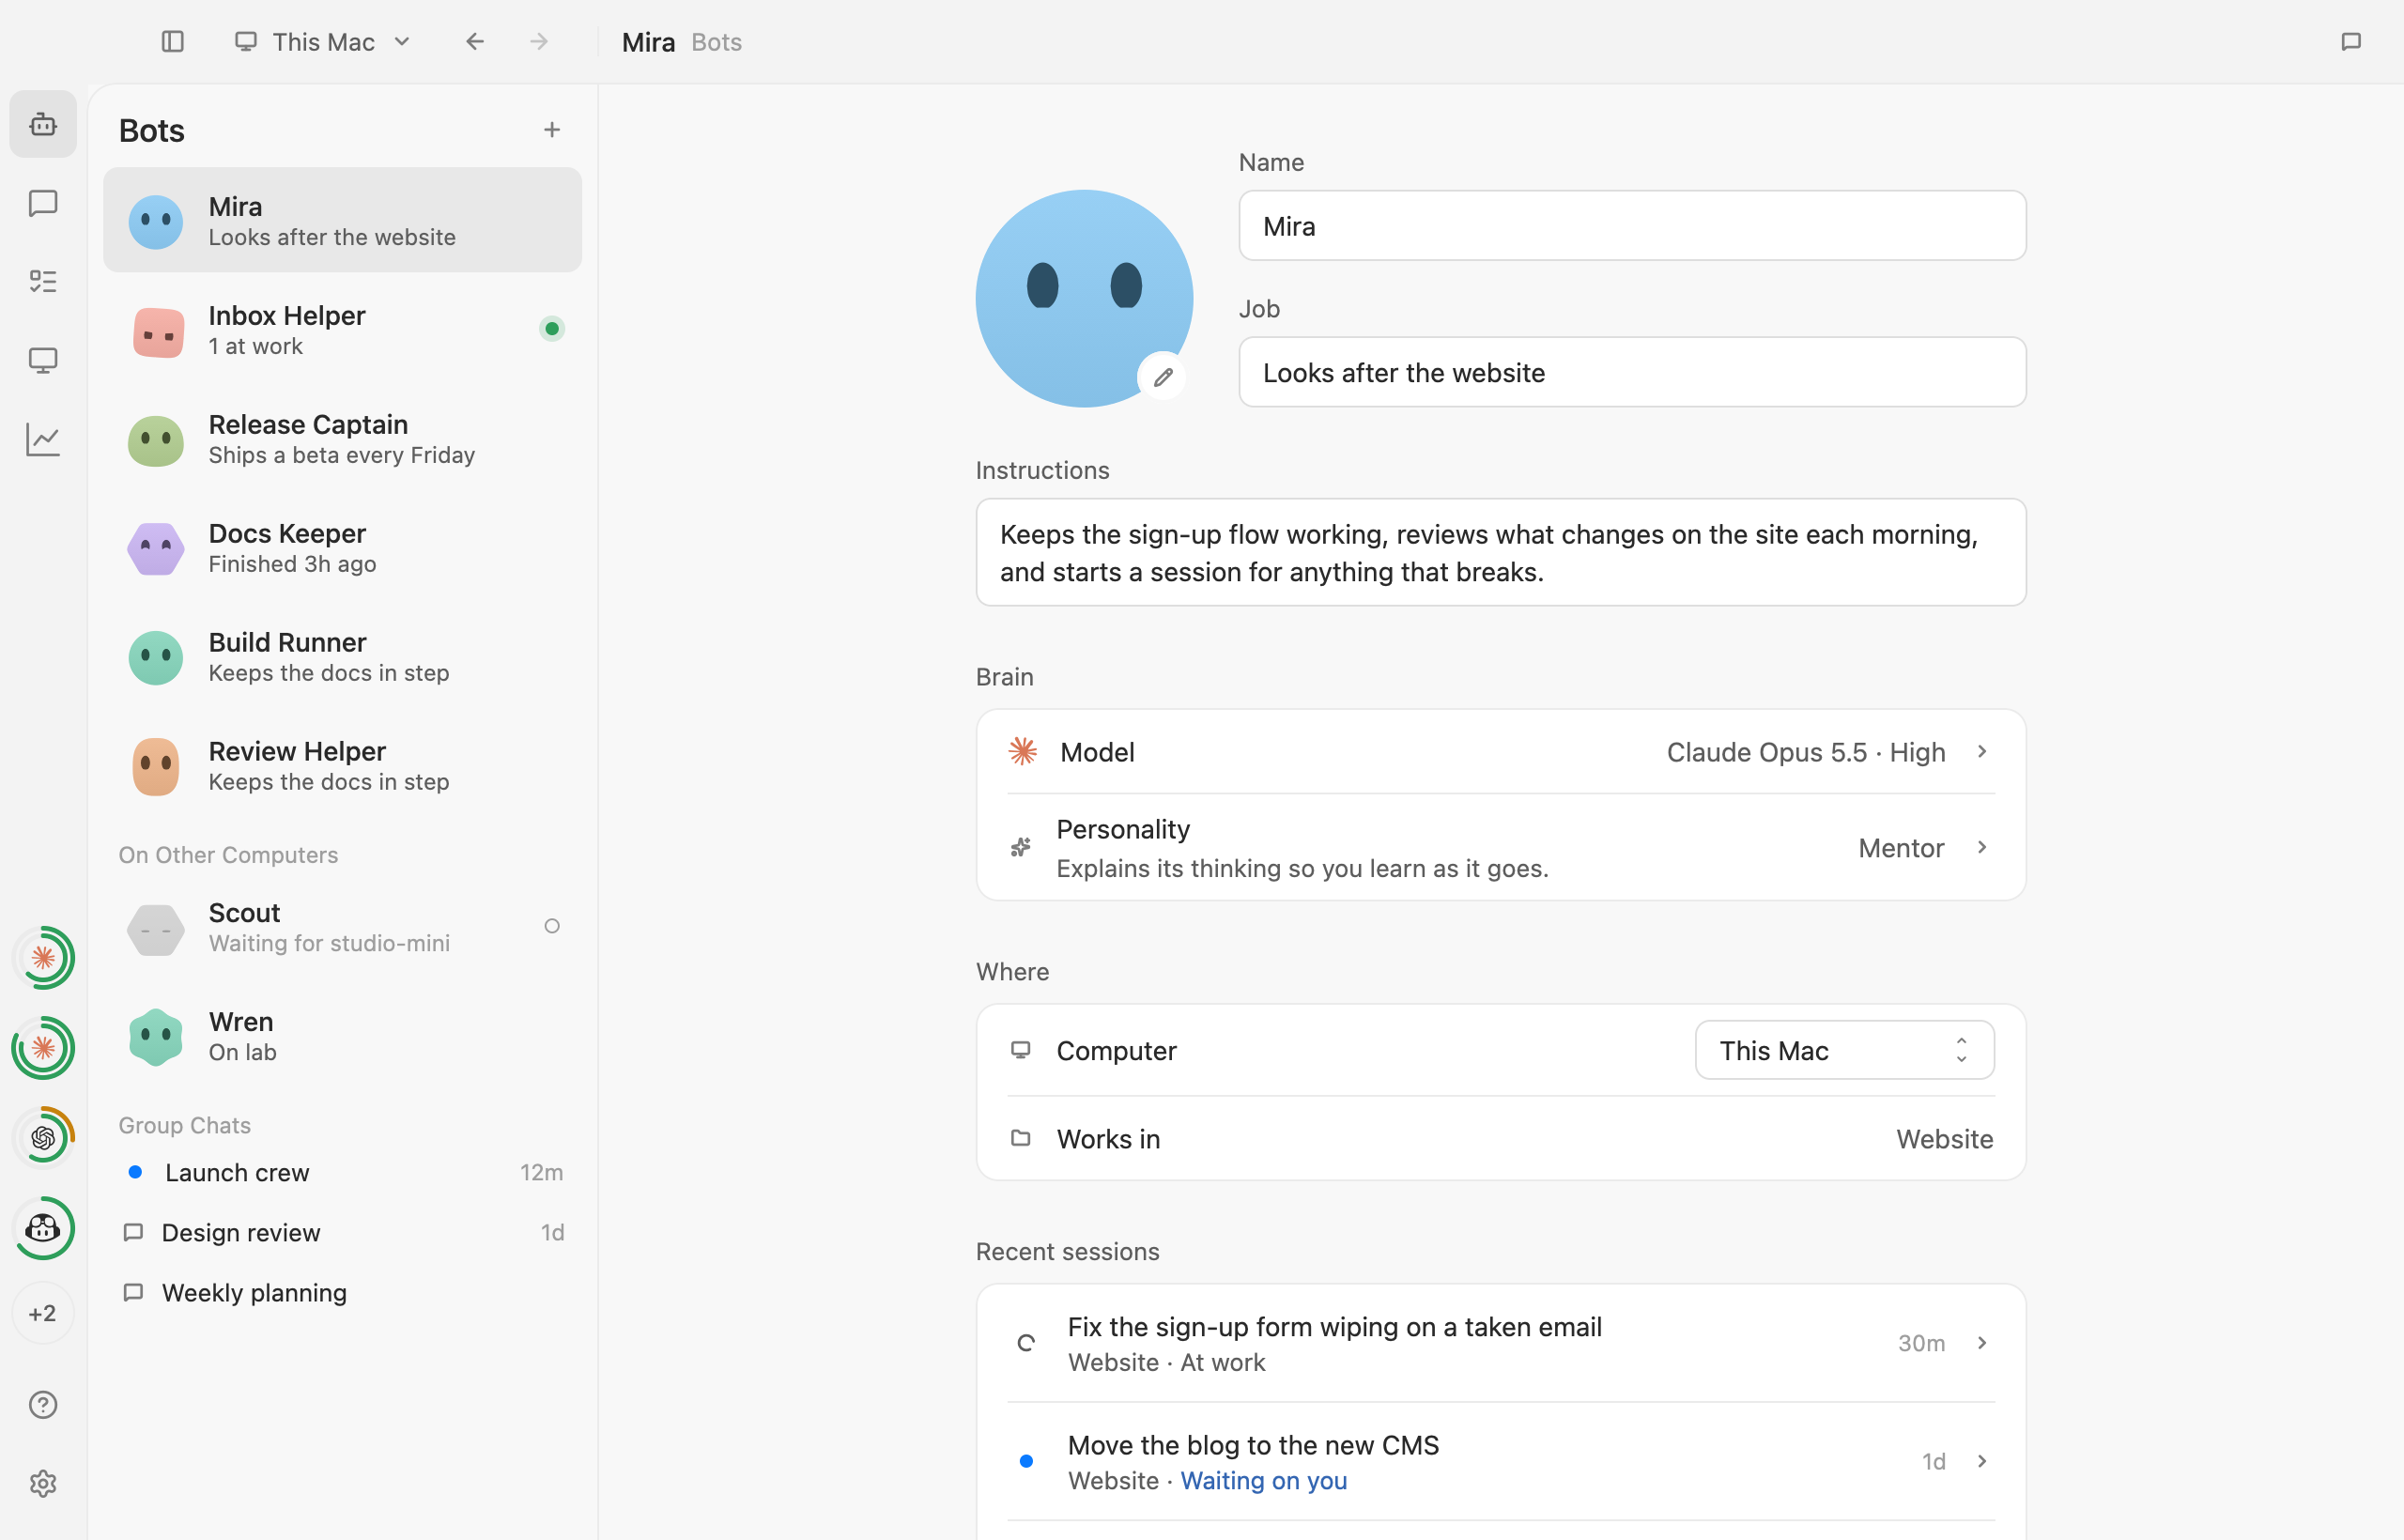 This Mac
Mira Bots
Bots
Mira
Looks after the website
Inbox Helper
1 at work
Release Captain
Ships a beta every Friday
Docs Keeper
Finished 3h ago
Build Runner
Keeps the docs in step
Review Helper
Keeps the docs in step
On Other Computers
Scout
Waiting for studio-mini
Wren
On lab
Group Chats
Launch crew 12m
Design review 1d
Weekly planning
+2
Name
Mira
Job
Looks after the website
Instructions
Keeps the sign-up flow working, reviews what changes on the site each morning,
and starts a session for anything that breaks.
Brain
Model Claude Opus 5.5 · High
Personality
Explains its thinking so you learn as it goes.
Mentor
Where
Computer This Mac
Works in Website
Recent sessions
Fix the sign-up form wiping on a taken email
Website · At work
30m
Move the blog to the new CMS
Website · Waiting on you
1d